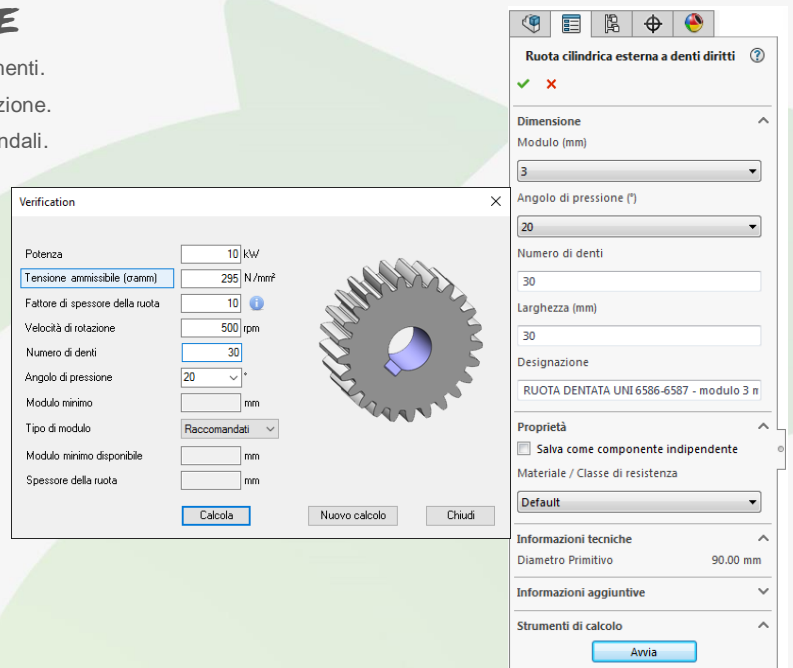 E
menti.
zione.
ndali.
Verification
Potenza 10 kW
Tensione ammissibile (σamm) 295 N/mm²
Fattore di spessore della ruota 10
Velocità di rotazione 500 rpm
Numero di denti 30
Angolo di pressione 20 °
Modulo minimo mm
Tipo di modulo Raccomandati
Modulo minimo disponibile mm
Spessore della ruota mm
Calcola Nuovo calcolo Chiudi
Ruota cilindrica esterna a denti diritti
Dimensione
Modulo (mm)
3
Angolo di pressione (°)
20
Numero di denti
30
Larghezza (mm)
30
Designazione
RUOTA DENTATA UNI 6586-6587 - modulo 3 m
Proprietà
Salva come componente indipendente
Materiale / Classe di resistenza
Default
Informazioni tecniche
Diametro Primitivo 90.00 mm
Informazioni aggiuntive
Strumenti di calcolo
Avvia